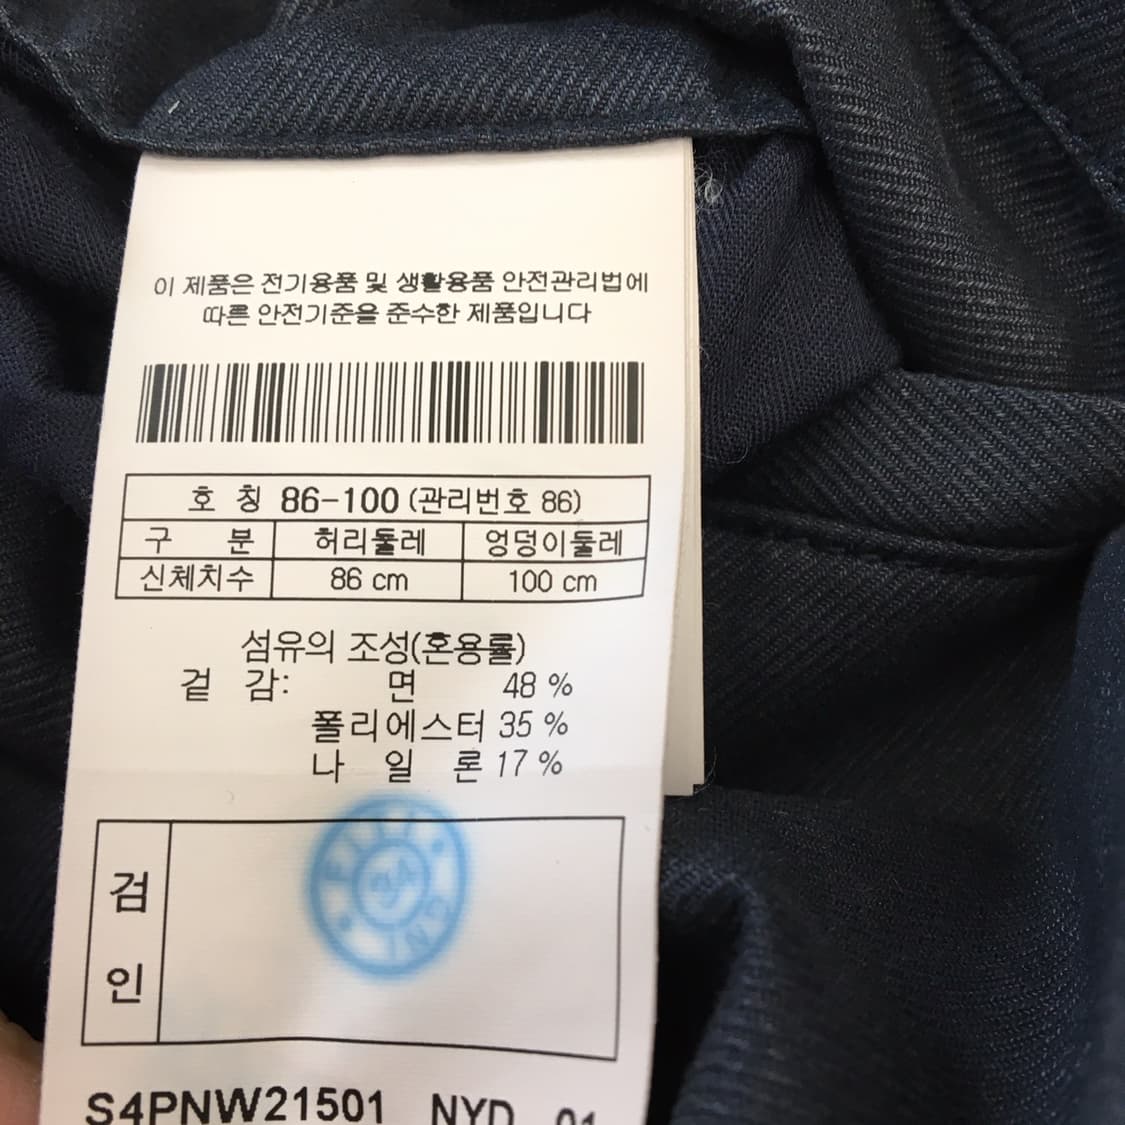 이 제품은 전기용품 및 생활용품 안전관리법에
따른 안전기준을 준수한 제품입니다
호 칭 86-100 (관리번호 86)
구 분 허리둘레 엉덩이둘레
신체치수 86 cm 100 cm
섬유의 조성(혼용률)
겉 감: 면 48 %
폴리에스터 35 %
나 일 론 17 %
검
인
S4PNW21501 NYD